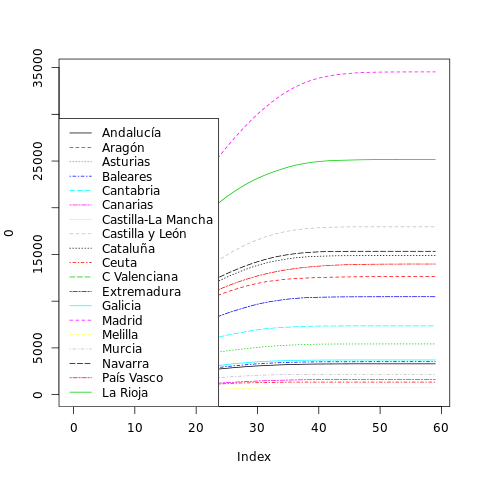 35000
25000
15000
5000
0
0
Andalucía
Aragón
Asturias
Baleares
Cantabria
Canarias
Castilla-La Mancha
Castilla y León
Cataluña
Ceuta
C Valenciana
Extremadura
Galicia
Madrid
Melilla
Murcia
Navarra
País Vasco
La Rioja
0 10 20 30 40 50 60
Index